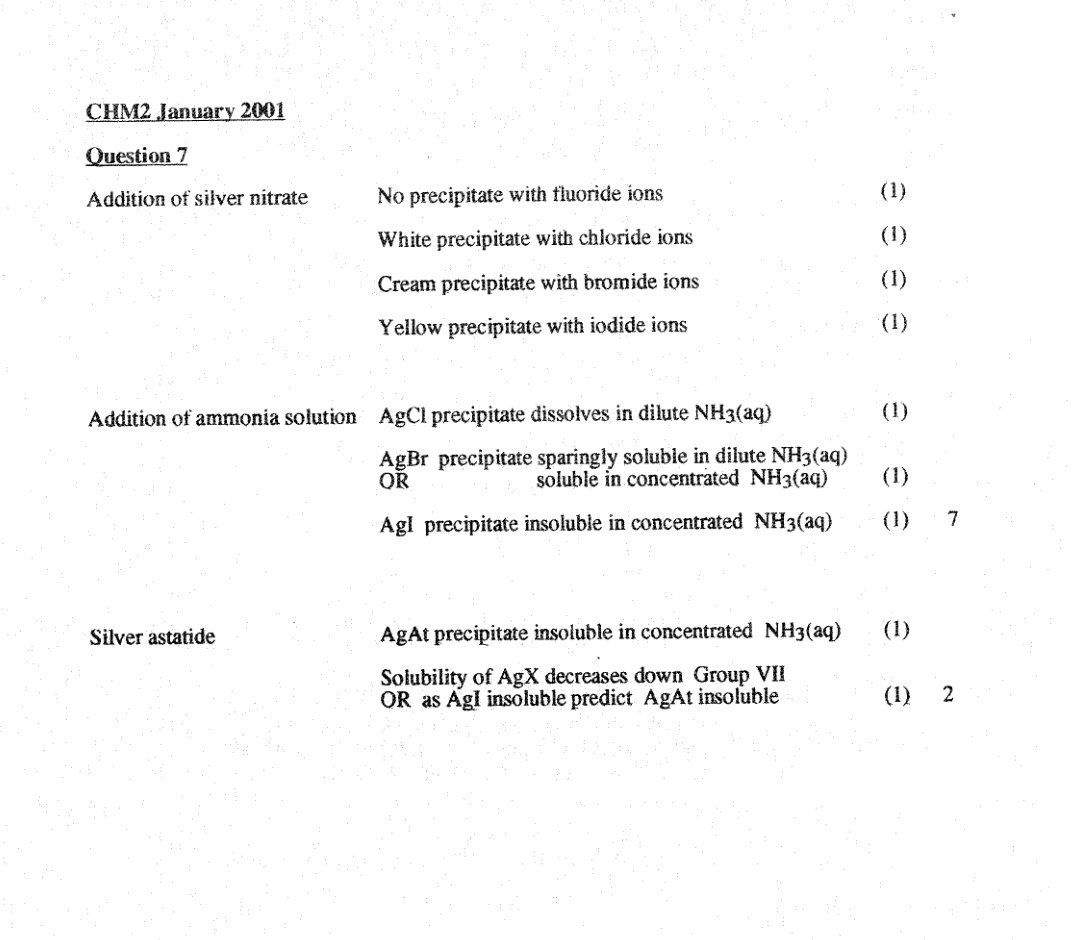 CHM2 January 2001
Question 7
Addition of silver nitrate No precipitate with fluoride ions (1)
White precipitate with chloride ions (1)
Cream precipitate with bromide ions (1)
Yellow precipitate with iodide ions (1)
Addition of ammonia solution AgCl precipitate dissolves in dilute NH3(aq) (1)
AgBr precipitate sparingly soluble in dilute NH3(aq)
OR soluble in concentrated NH3(aq) (1)
AgI precipitate insoluble in concentrated NH3(aq) (1) 7
Silver astatide AgAt precipitate insoluble in concentrated NH3(aq) (1)
Solubility of AgX decreases down Group VII
OR as AgI insoluble predict AgAt insoluble (1) 2